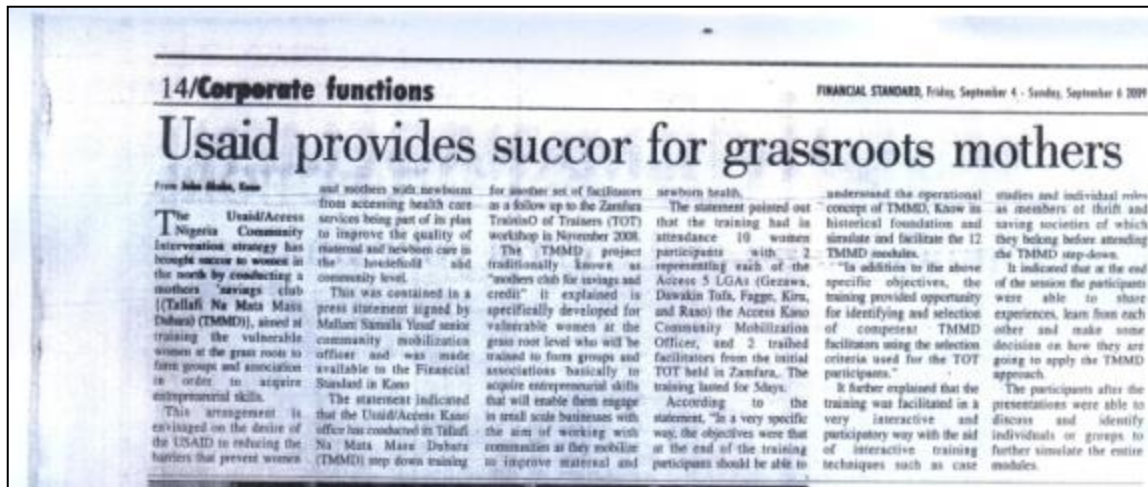 14/Corporate functions
FINANCIAL STANDARD, Friday, September 4 - Sunday, September 6 2009
Usaid provides succor for grassroots mothers
From John Kano
The Usaid/Access
Nigeria Community
Intervention strategy has
brought succor to women in
the north by conducting a
mothers 'savings club
[(Tallafi Na Mata Masu
Dubara) (TMMD)], aimed at
training the vulnerable
women at the grass roots to
form groups and association
in order to acquire
entrepreneurial skills.
This arrangement is
envisaged on the desire of
the USAID to reducing the
barriers that prevent women
and mothers with newborns
from accessing health care
services being part of its plan
to improve the quality of
maternal and newborn care in
the household and
community level.
This was contained in a
press statement signed by
Mallam Samaila Yusuf senior
community mobilization
officer and was made
available to the Financial
Standard in Kano
The statement indicated
that the Usaid/Access Kano
office has conducted in Tallafi
Na Mata Masu Dubara
(TMMD) step down training
for another set of facilitators
as a follow up to the Zamfara
TraininO of Trainers (TOT)
workshop in November 2008.
The TMMD project
traditionally known as
"mothers club for savings and
credit" it explained is
specifically developed for
vulnerable women at the
grass root level who will be
trained to form groups and
associations basically to
acquire entrepreneurial skills
that will enable them engage
in small scale businesses with
the aim of working with
communities as they mobilize
to improve maternal and
newborn health.
The statement pointed out
that the training had in
attendance 10 women
participants with 2
representing each of the
Access 5 LGAs (Gezawa,
Dawakin Tofa, Fagge, Kiru,
and Rano) the Access Kano
Community Mobilization
Officer, and 2 trailhed
facilitators from the initial
TOT held in Zamfara,. The
training lasted for 5days.
According to the
statement, "In a very specific
way, the objectives were that
at the end of the training
participants should be able to
understood the operational
concept of TMMD, Know its
historical foundation and
simulate and facilitate the 12
TMMD modules.
"In addition to the above
specific objectives, the
training provided opportunity
for identifying and selection
of competent TMMD
facilitators using the selection
criteria used for the TOT
participants."
It further explained that the
training was facilitated in a
very interactive and
participatory way with the aid
of interactive training
techniques such as case
studies and individual roles
as members of thrift and
saving societies of which
they belong before attending
the TMMD step-down.
It indicated that at the end
of the session the participants
were able to share
experiences, learn from each
other and make some
decision on how they are
going to apply the TMMD
approach.
The participants after the
presentations were able to
discuss and identify
individuals or groups to
further simulate the entire
modules.